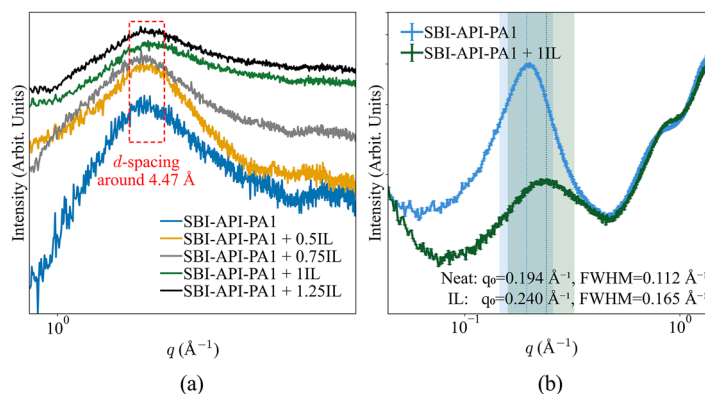 (a)
Intensity (Arbit. Units)
d-spacing
around 4.47 Å
SBI-API-PA1
SBI-API-PA1 + 0.5IL
SBI-API-PA1 + 0.75IL
SBI-API-PA1 + 1IL
SBI-API-PA1 + 1.25IL
10⁰
q (Å⁻¹)
(a)
(b)
SBI-API-PA1
SBI-API-PA1 + 1IL
Intensity (Arbit. Units)
Neat: q₀=0.194 Å⁻¹, FWHM=0.112 Å⁻¹
IL: q₀=0.240 Å⁻¹, FWHM=0.165 Å⁻¹
10⁻¹
10⁰
q (Å⁻¹)
(b)